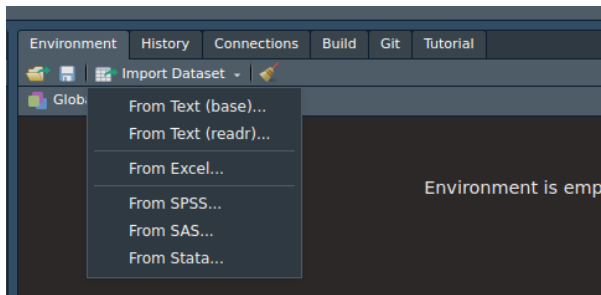 Environment History Connections Build Git Tutorial
Import Dataset
Globa
From Text (base)...
From Text (readr)...
From Excel...
From SPSS...
From SAS...
From Stata...
Environment is emp